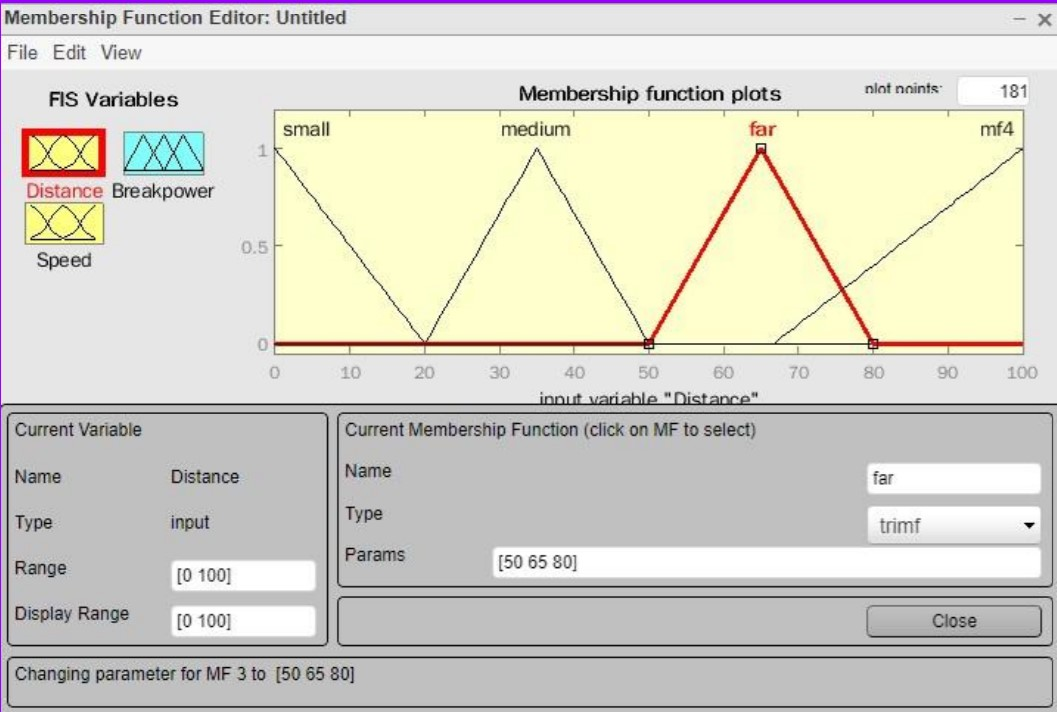 Membership Function Editor: Untitled
File Edit View
FIS Variables
Distance Breakpower
Speed
Membership function plots
plot points: 181
small medium far mf4
1
0.5
0
0 10 20 30 40 50 60 70 80 90 100
input variable "Distance"
Current Variable
Name Distance
Type input
Range [0 100]
Display Range [0 100]
Current Membership Function (click on MF to select)
Name far
Type trimf
Params [50 65 80]
Close
Changing parameter for MF 3 to [50 65 80]